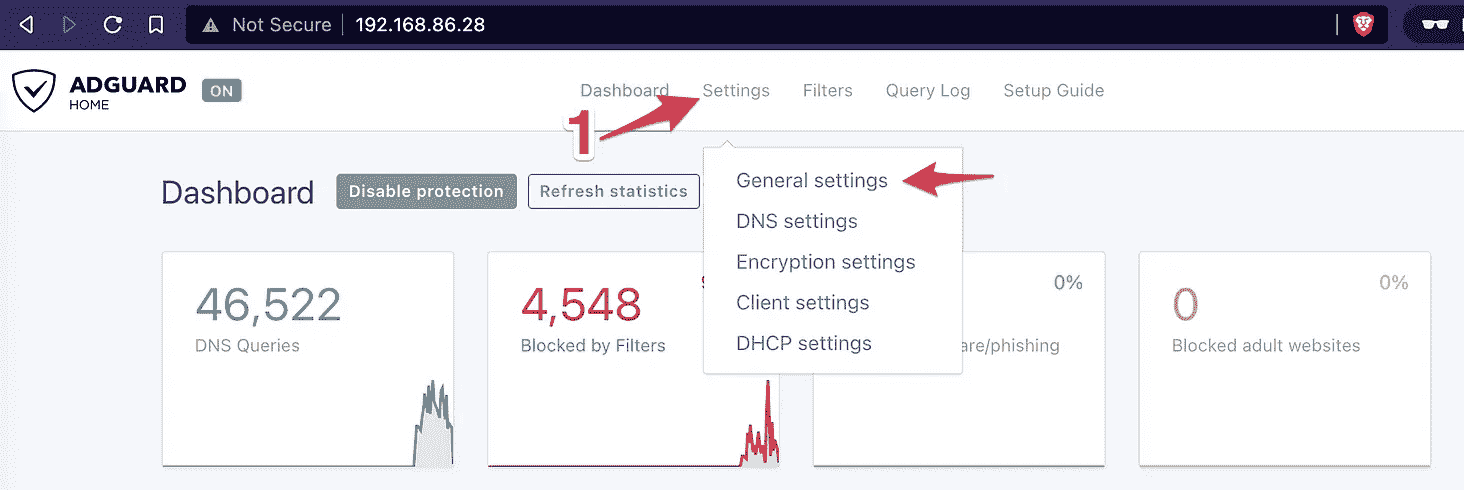 Not Secure 192.168.86.28
ADGUARD
HOME
ON
Dashboard Settings Filters Query Log Setup Guide
1
Dashboard Disable protection Refresh statistics
General settings
DNS settings
Encryption settings
Client settings
DHCP settings
46,522
DNS Queries
4,548
Blocked by Filters
0%
are/phishing
0%
0
Blocked adult websites